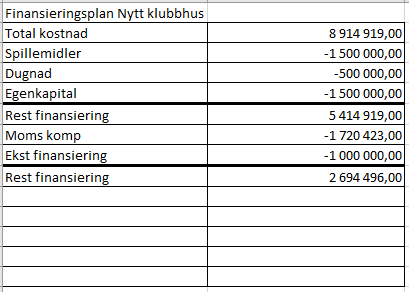 Finansieringsplan Nytt klubbhus
Total kostnad 8 914 919,00
Spillemidler -1 500 000,00
Dugnad -500 000,00
Egenkapital -1 500 000,00
Rest finansiering 5 414 919,00
Moms komp -1 720 423,00
Ekst finansiering -1 000 000,00
Rest finansiering 2 694 496,00